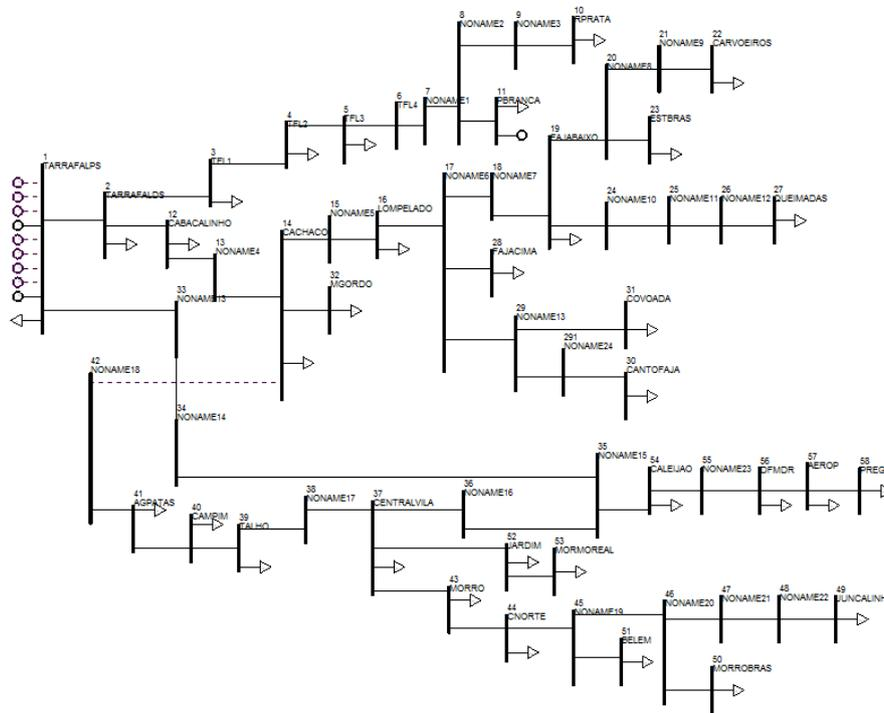 1
TARRAFALPS
2
TARRAFALDS
3
TFL1
4
TFL2
5
TFL3
6
TFL4
7
NONAME1
8
NONAME2
9
NONAME3
10
RPRATA
11
PBRANCA
12
CABACALINHO
13
NONAME4
14
CACHACO
15
NONAME5
16
LOMPELADO
17
NONAME6
18
NONAME7
19
FAJABAIXO
20
NONAME8
21
NONAME9
22
CARVOEIROS
23
ESTBRAS
24
NONAME10
25
NONAME11
26
NONAME12
27
QUEIMADAS
28
FAJACIMA
29
NONAME13
291
NONAME24
30
CANTOFAJA
31
COVOADA
32
MGORDO
33
NONAME13
34
NONAME14
35
NONAME15
36
NONAME16
37
CENTRALVILA
38
NONAME17
39
TALHO
40
CAMPIM
41
AGPATAS
42
NONAME18
43
MORRO
44
CNORTE
45
NONAME19
46
NONAME20
47
NONAME21
48
NONAME22
49
JUNCALINH
50
MORROBRAS
51
BELEM
52
JARDIM
53
MORMOREAL
54
CALEIJAO
55
NONAME23
56
DFMDR
57
AEROP
58
PREG